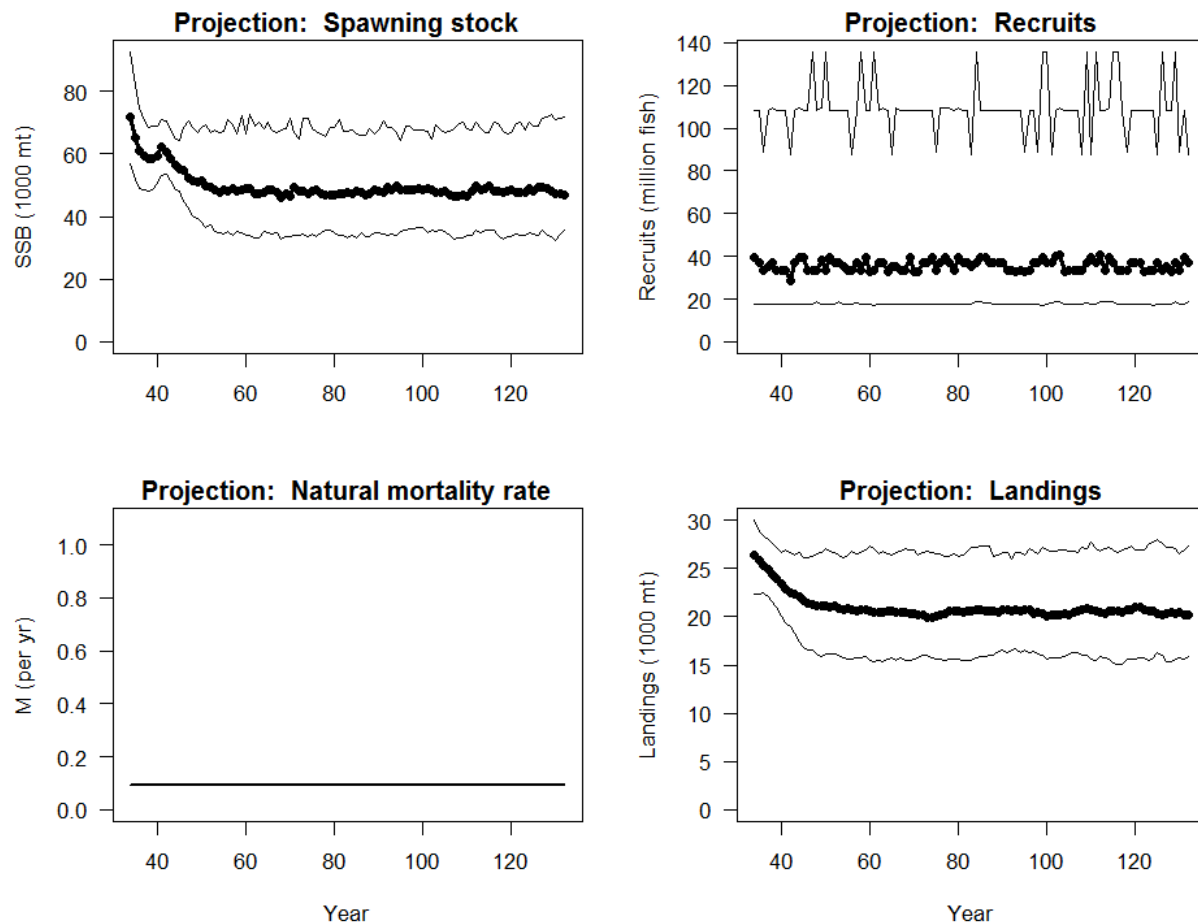 Projection:  Spawning stock
SSB (1000 mt)
80
60
40
20
0
40 60 80 100 120
Projection:  Recruits
Recruits (million fish)
140
120
100
80
60
40
20
0
40 60 80 100 120
Projection:  Natural mortality rate
M (per yr)
1.0
0.8
0.6
0.4
0.2
0.0
40 60 80 100 120
Year
Projection:  Landings
Landings (1000 mt)
30
25
20
15
10
5
0
40 60 80 100 120
Year